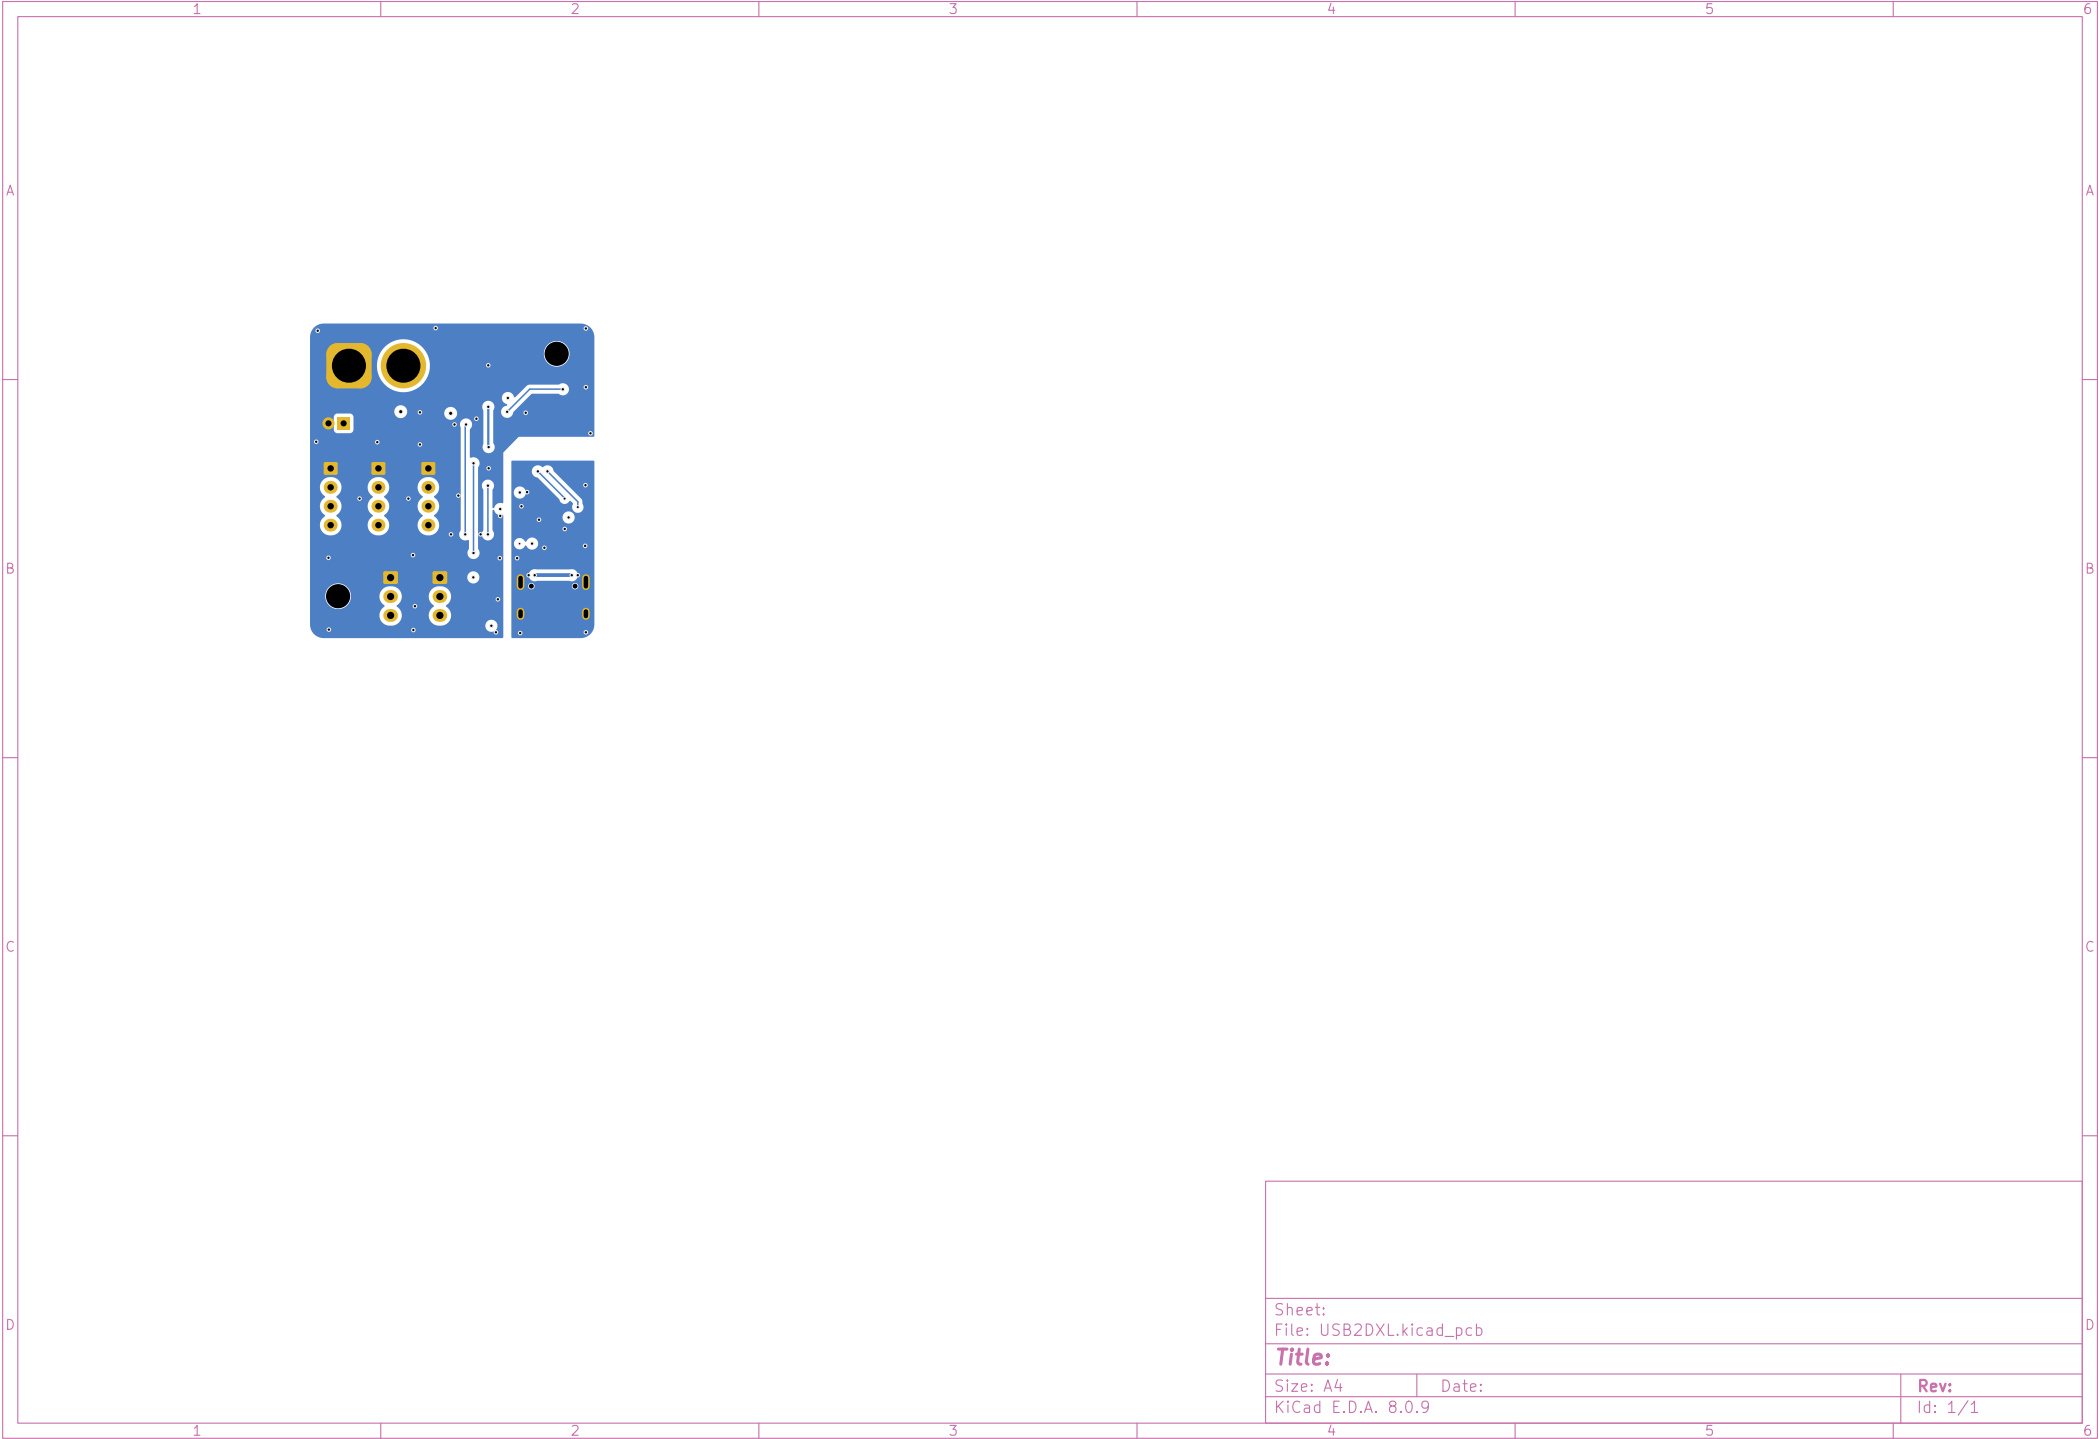 1 2 3 4 5 6
A A
B B
C C
Sheet:
File: USB2DXL.kicad_pcb
D D
Title:
Size: A4 Date: Rev:
KiCad E.D.A. 8.0.9 Id: 1/1
1 2 3 4 5 6